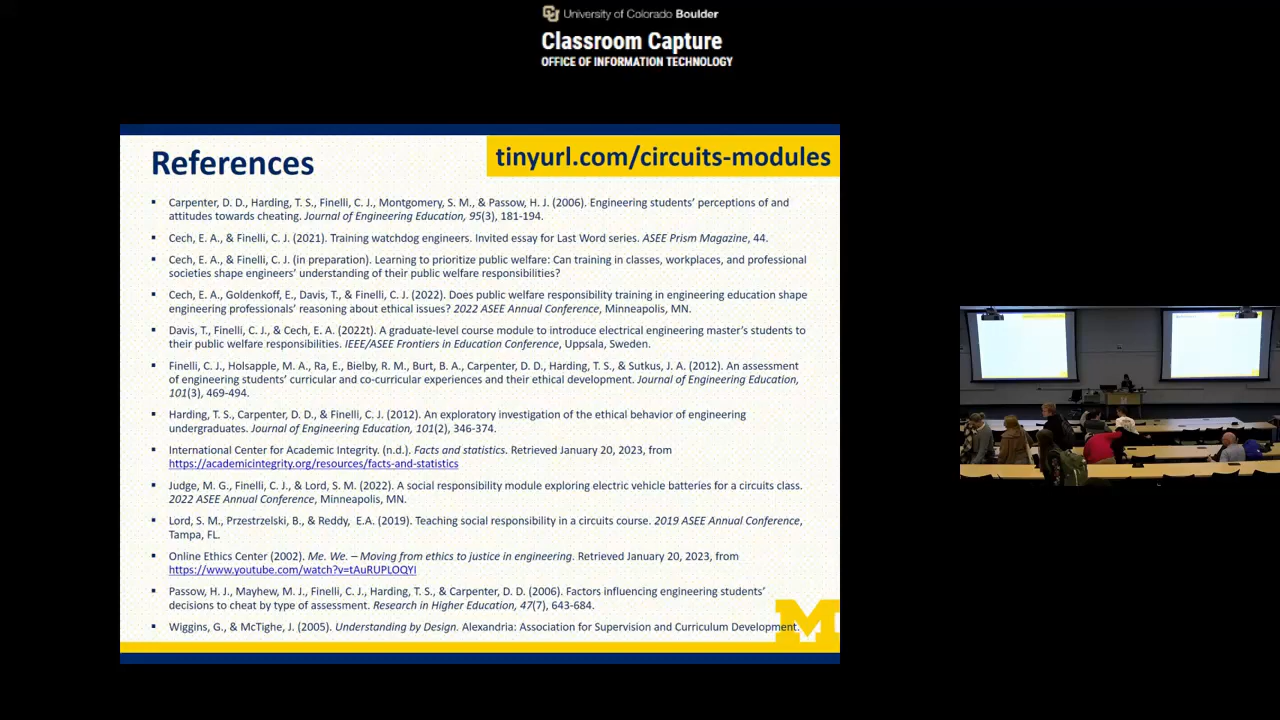 University of Colorado Boulder
Classroom Capture
OFFICE OF INFORMATION TECHNOLOGY
References
tinyurl.com/circuits-modules
▪ Carpenter, D. D., Harding, T. S., Finelli, C. J., Montgomery, S. M., & Passow, H. J. (2006). Engineering students’ perceptions of and
attitudes towards cheating. Journal of Engineering Education, 95(3), 181-194.
▪ Cech, E. A., & Finelli, C. J. (2021). Training watchdog engineers. Invited essay for Last Word series. ASEE Prism Magazine, 44.
▪ Cech, E. A., & Finelli, C. J. (in preparation). Learning to prioritize public welfare: Can training in classes, workplaces, and professional
societies shape engineers’ understanding of their public welfare responsibilities?
▪ Cech, E. A., Goldenkoff, E., Davis, T., & Finelli, C. J. (2022). Does public welfare responsibility training in engineering education shape
engineering professionals’ reasoning about ethical issues? 2022 ASEE Annual Conference, Minneapolis, MN.
▪ Davis, T., Finelli, C. J., & Cech, E. A. (2022t). A graduate-level course module to introduce electrical engineering master’s students to
their public welfare responsibilities. IEEE/ASEE Frontiers in Education Conference, Uppsala, Sweden.
▪ Finelli, C. J., Holsapple, M. A., Ra, E., Bielby, R. M., Burt, B. A., Carpenter, D. D., Harding, T. S., & Sutkus, J. A. (2012). An assessment
of engineering students’ curricular and co-curricular experiences and their ethical development. Journal of Engineering Education,
101(3), 469-494.
▪ Harding, T. S., Carpenter, D. D., & Finelli, C. J. (2012). An exploratory investigation of the ethical behavior of engineering
undergraduates. Journal of Engineering Education, 101(2), 346-374.
▪ International Center for Academic Integrity. (n.d.). Facts and statistics. Retrieved January 20, 2023, from
https://academicintegrity.org/resources/facts-and-statistics
▪ Judge, M. G., Finelli, C. J., & Lord, S. M. (2022). A social responsibility module exploring electric vehicle batteries for a circuits class.
2022 ASEE Annual Conference, Minneapolis, MN.
▪ Lord, S. M., Przestrzelski, B., & Reddy, E.A. (2019). Teaching social responsibility in a circuits course. 2019 ASEE Annual Conference,
Tampa, FL.
▪ Online Ethics Center (2002). Me. We. – Moving from ethics to justice in engineering. Retrieved January 20, 2023, from
https://www.youtube.com/watch?v=tAuRUPLOQYI
▪ Passow, H. J., Mayhew, M. J., Finelli, C. J., Harding, T. S., & Carpenter, D. D. (2006). Factors influencing engineering students’
decisions to cheat by type of assessment. Research in Higher Education, 47(7), 643-684.
▪ Wiggins, G., & McTighe, J. (2005). Understanding by Design. Alexandria: Association for Supervision and Curriculum Development.